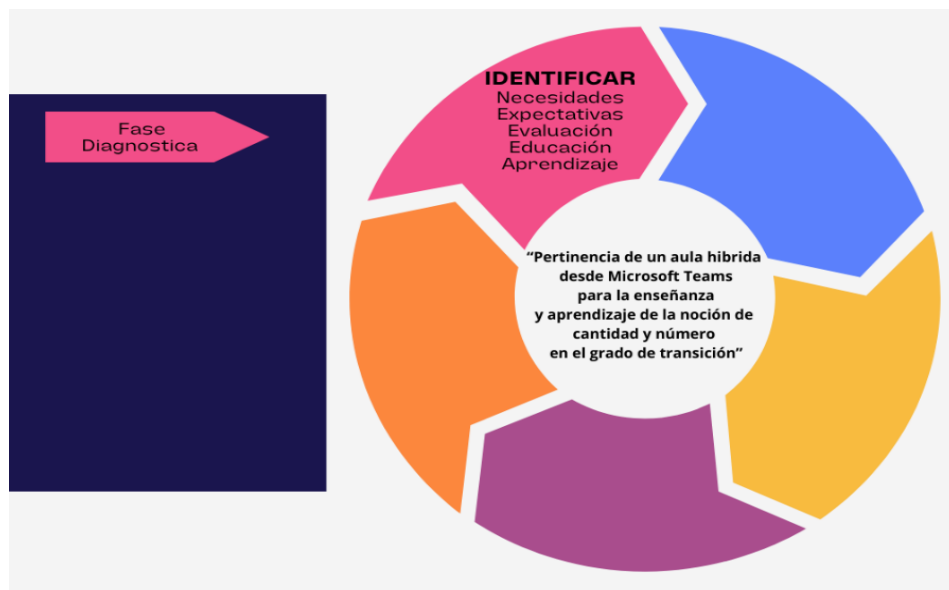 Fase
Diagnostica
IDENTIFICAR
Necesidades
Expectativas
Evaluación
Educación
Aprendizaje
“Pertinencia de un aula hibrida
desde Microsoft Teams
para la enseñanza
y aprendizaje de la noción de
cantidad y número
en el grado de transición”